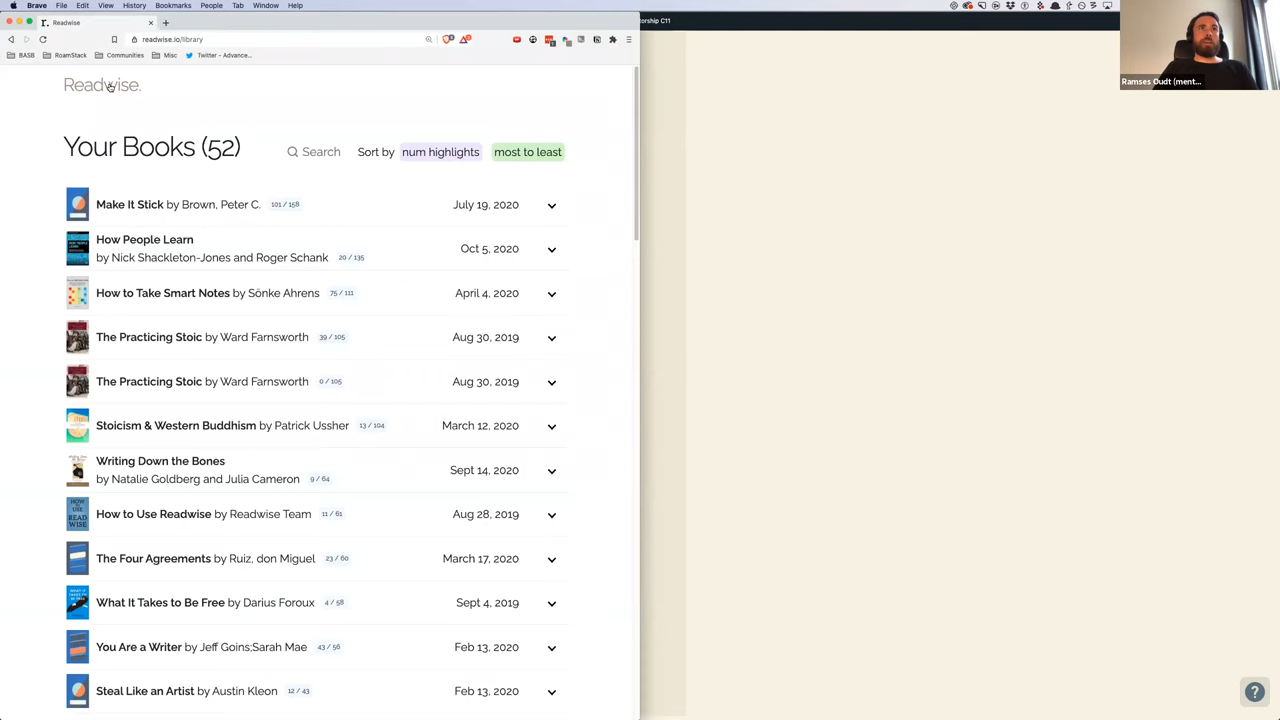 Brave File Edit View History Bookmarks People Tab Window Help
Readwise
readwise.io/library
BASB RoamStack Communities Misc Twitter - Advance...
torship C11
Ramses Oudt (ment...
Readwise.
Your Books (52)
Search Sort by num highlights most to least
Make It Stick by Brown, Peter C. 101 / 158 July 19, 2020
How People Learn
by Nick Shackleton-Jones and Roger Schank 20 / 135 Oct 5, 2020
How to Take Smart Notes by Sönke Ahrens 75 / 111 April 4, 2020
The Practicing Stoic by Ward Farnsworth 39 / 105 Aug 30, 2019
The Practicing Stoic by Ward Farnsworth 0 / 105 Aug 30, 2019
Stoicism & Western Buddhism by Patrick Ussher 13 / 104 March 12, 2020
Writing Down the Bones
by Natalie Goldberg and Julia Cameron 9 / 64 Sept 14, 2020
How to Use Readwise by Readwise Team 11 / 61 Aug 28, 2019
The Four Agreements by Ruiz, don Miguel 23 / 60 March 17, 2020
What It Takes to Be Free by Darius Foroux 4 / 58 Sept 4, 2019
You Are a Writer by Jeff Goins;Sarah Mae 43 / 56 Feb 13, 2020
Steal Like an Artist by Austin Kleon 12 / 43 Feb 13, 2020
?